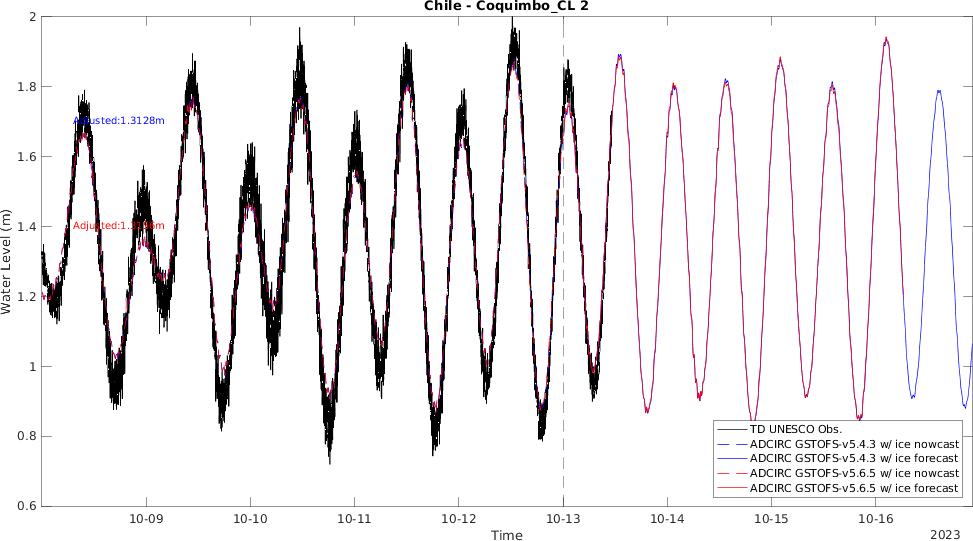 Chile - Coquimbo_CL 2
Water Level (m)
2
1.8
1.6
1.4
1.2
1
0.8
0.6
Adjusted:1.3128m
10-09
10-10
10-11
10-12
10-13
10-14
10-15
10-16
Time
2023
TD UNESCO Obs.
ADCIRC GSTOFS-v5.4.3 w/ ice nowcast
ADCIRC GSTOFS-v5.4.3 w/ ice forecast
ADCIRC GSTOFS-v5.6.5 w/ ice nowcast
ADCIRC GSTOFS-v5.6.5 w/ ice forecast